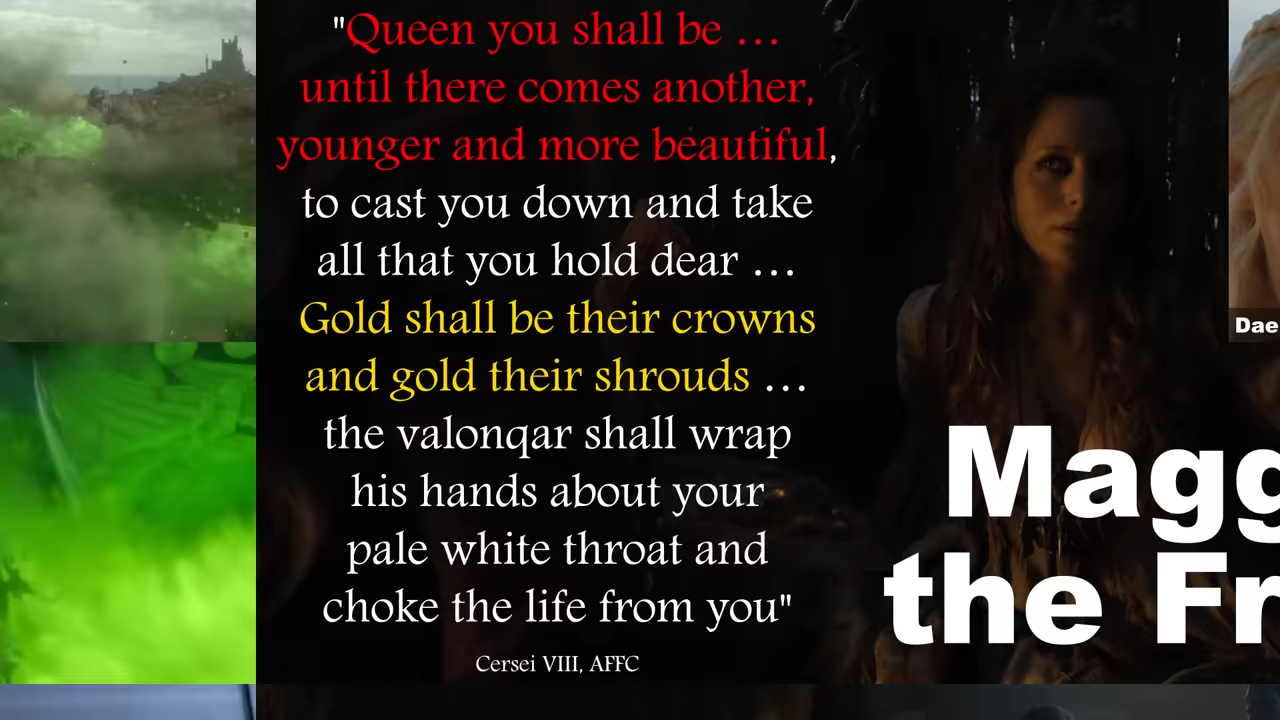 "Queen you shall be …
until there comes another,
younger and more beautiful,
to cast you down and take
all that you hold dear …
Gold shall be their crowns
and gold their shrouds …
the valonqar shall wrap
his hands about your
pale white throat and
choke the life from you"
Cersei VIII, AFFC
Magg
the Fr
Dae